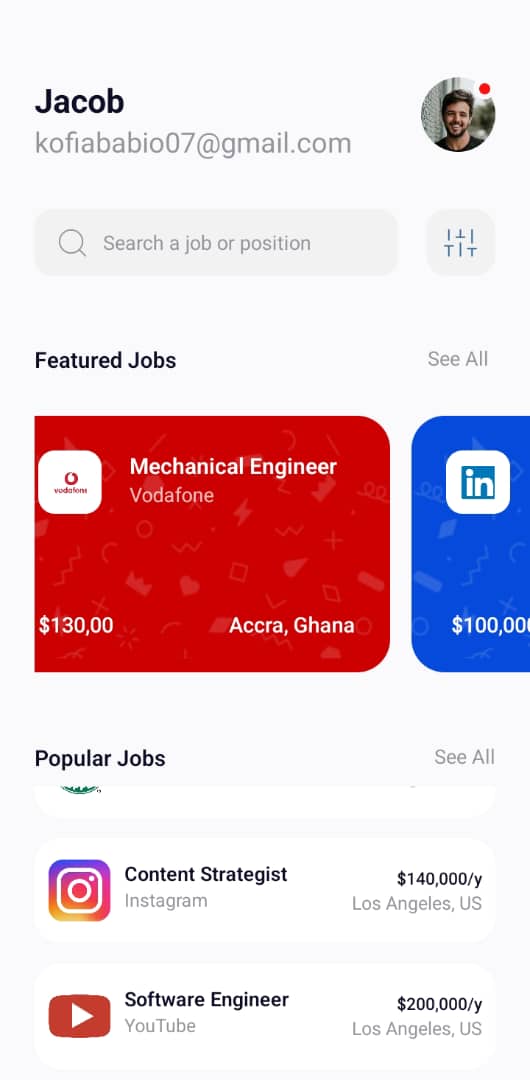 Jacob
kofiababio07@gmail.com
Search a job or position
Featured Jobs
See All
vodafone
Mechanical Engineer
Vodafone
$130,00
Accra, Ghana
in
$100,00
Popular Jobs
See All
Content Strategist
$140,000/y
Instagram
Los Angeles, US
Software Engineer
$200,000/y
YouTube
Los Angeles, US